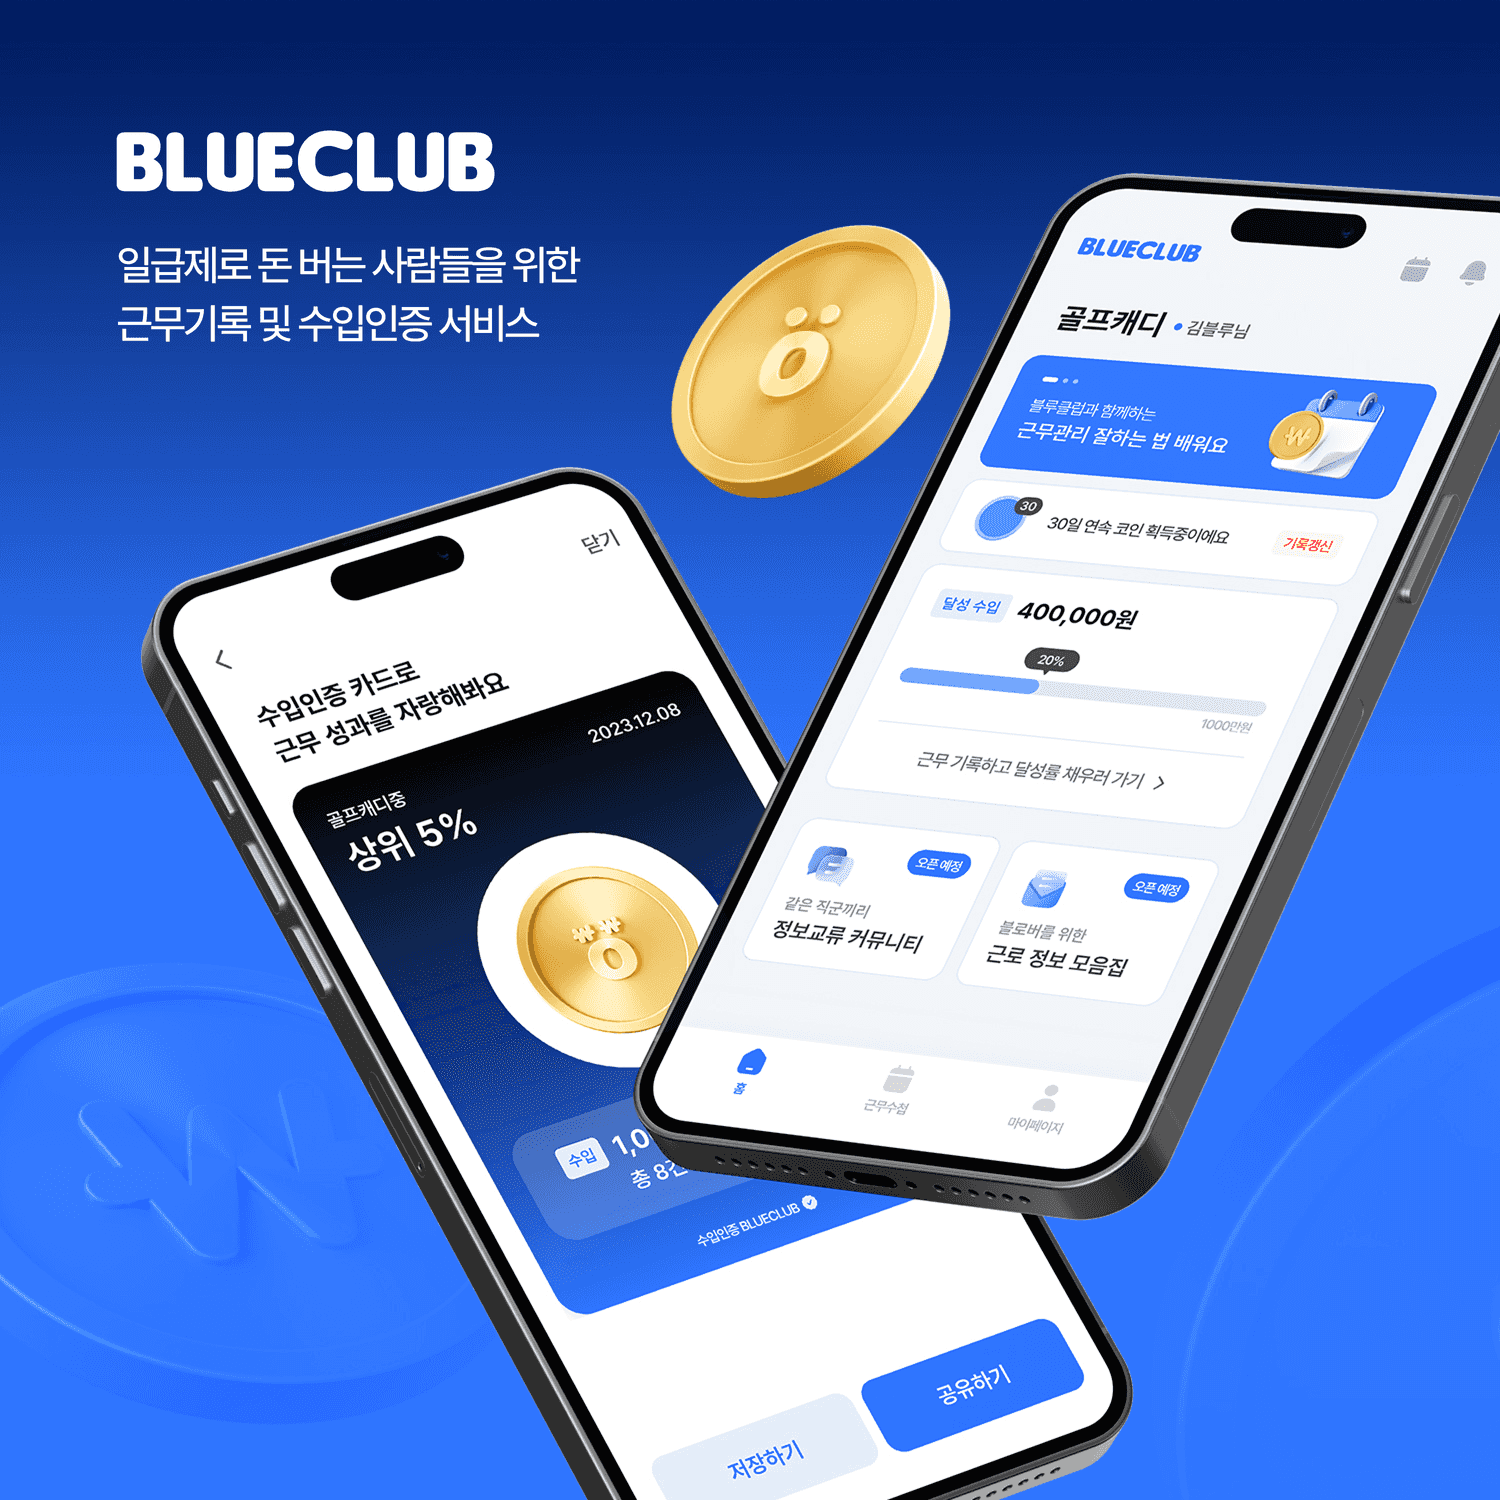 BLUECLUB
일급제로 돈 버는 사람들을 위한
근무기록 및 수입인증 서비스
BLUECLUB
골프캐디 • 김블루님
블루클럽과 함께하는
근무관리 잘하는 법 배워요
30
30일 연속 코인 획득중이에요
기록갱신
달성 수입 400,000원
20%
1000만원
근무 기록하고 달성률 채우러 가기 >
오픈 예정
같은 직군끼리
정보교류 커뮤니티
오픈 예정
블로버를 위한
근로 정보 모음집
홈
근무수첩
마이페이지
닫기
수입인증 카드로
근무 성과를 자랑해봐요
2023.12.08
골프캐디중
상위 5%
수입 1,0
총 8건
수입인증 BLUECLUB
저장하기
공유하기